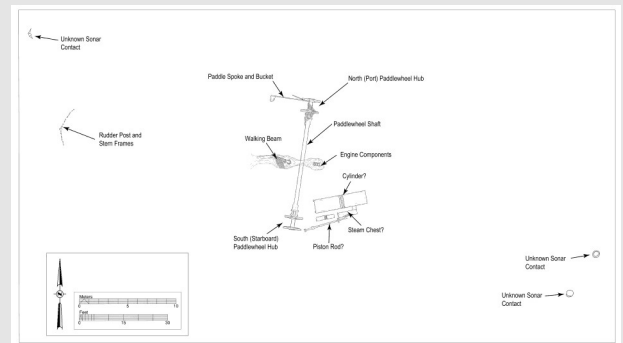 Unknown Sonar
Contact
Paddle Spoke and Bucket
North (Port) Paddlewheel Hub
Paddlewheel Shaft
Rudder Post and
Stern Frames
Walking Beam
Engine Components
Cylinder?
Steam Chest?
South (Starboard)
Paddlewheel Hub
Piston Rod?
Unknown Sonar
Contact
Unknown Sonar
Contact
Meters
0 5 10
Feet
0 15 30